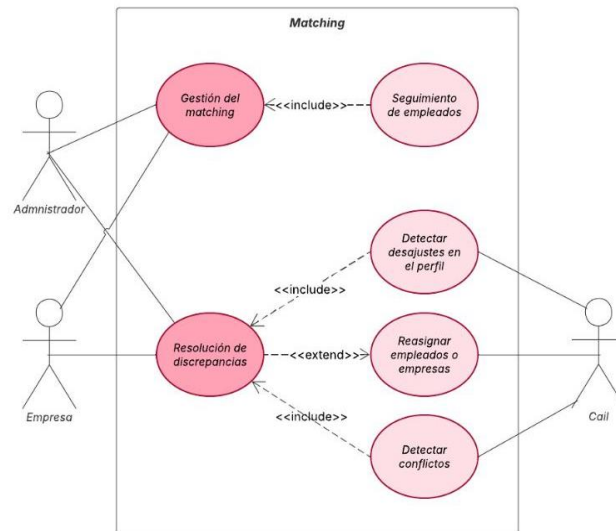 Matching
Gestión del
matching
<<include>>
Seguimiento
de empleados
Admnistrador
Detectar
desajustes en
el perfil
<<include>>
Resolución de
discrepancias
<<extend>>
Reasignar
empleados o
empresas
Empresa
Cail
<<include>>
Detectar
conflictos